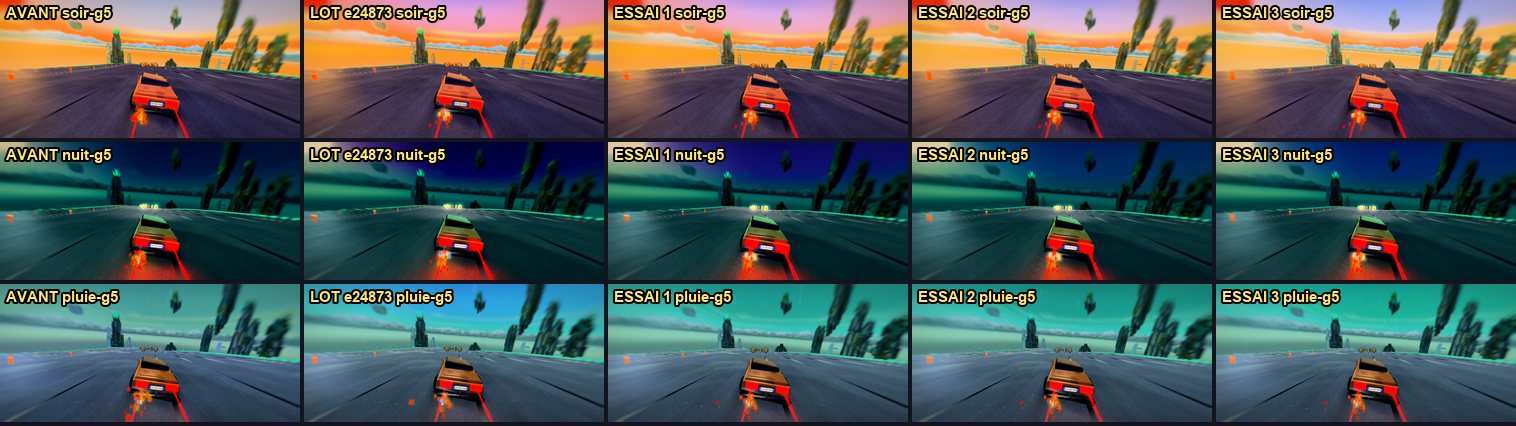 AVANT soir-g5
LOT e24873 soir-g5
ESSAI 1 soir-g5
ESSAI 2 soir-g5
ESSAI 3 soir-g5
AVANT nuit-g5
LOT e24873 nuit-g5
ESSAI 1 nuit-g5
ESSAI 2 nuit-g5
ESSAI 3 nuit-g5
AVANT pluie-g5
LOT e24873 pluie-g5
ESSAI 1 pluie-g5
ESSAI 2 pluie-g5
ESSAI 3 pluie-g5